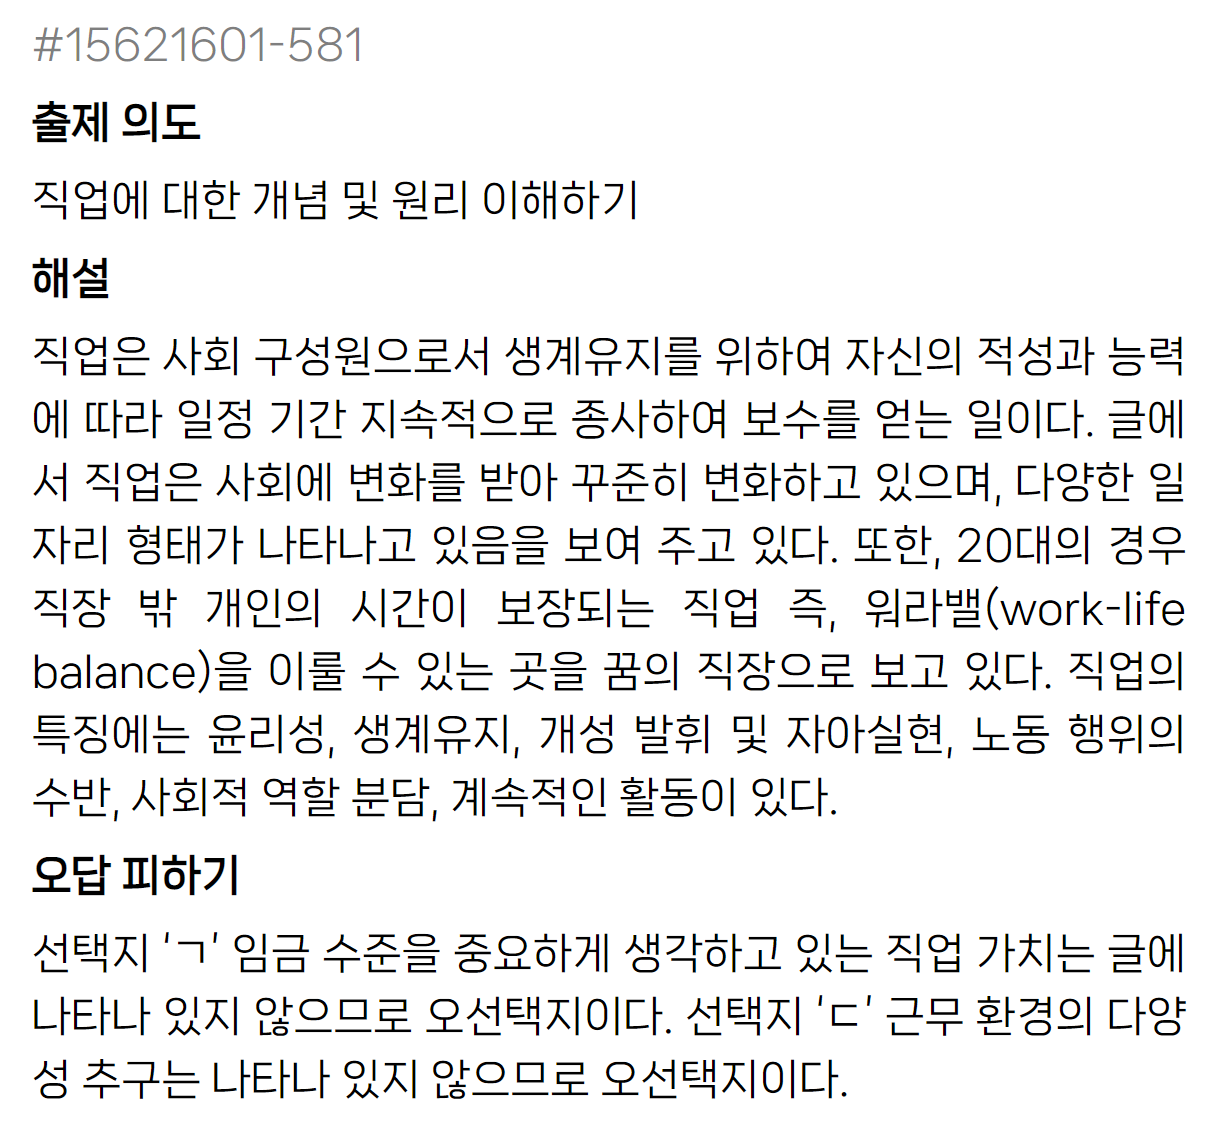 #15621601-581
출제 의도
직업에 대한 개념 및 원리 이해하기
해설
직업은 사회 구성원으로서 생계유지를 위하여 자신의 적성과 능력
에 따라 일정 기간 지속적으로 종사하여 보수를 얻는 일이다. 글에
서 직업은 사회에 변화를 받아 꾸준히 변화하고 있으며, 다양한 일
자리 형태가 나타나고 있음을 보여 주고 있다. 또한, 20대의 경우
직장 밖 개인의 시간이 보장되는 직업 즉, 워라밸(work-life
balance)을 이룰 수 있는 곳을 꿈의 직장으로 보고 있다. 직업의
특징에는 윤리성, 생계유지, 개성 발휘 및 자아실현, 노동 행위의
수반, 사회적 역할 분담, 계속적인 활동이 있다.
오답 피하기
선택지 ‘ㄱ’ 임금 수준을 중요하게 생각하고 있는 직업 가치는 글에
나타나 있지 않으므로 오선택지이다. 선택지 ‘ㄷ’ 근무 환경의 다양
성 추구는 나타나 있지 않으므로 오선택지이다.